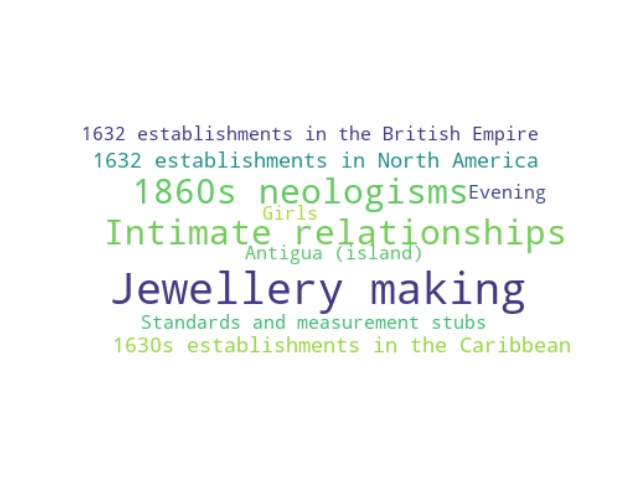 1632 establishments in the British Empire
1632 establishments in North America
1860s neologisms
Evening
Girls
Intimate relationships
Antigua (island)
Jewellery making
Standards and measurement stubs
1630s establishments in the Caribbean